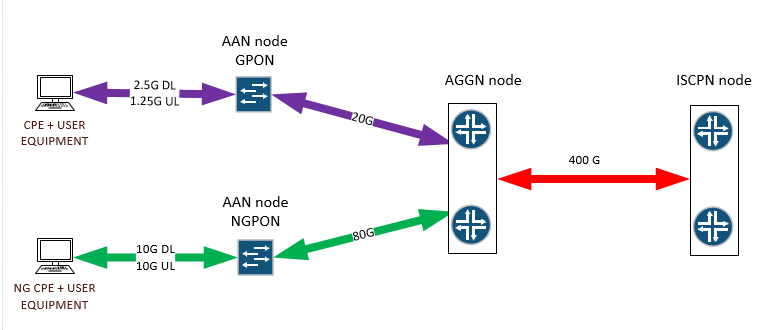 AAN node
GPON
2.5G DL
1.25G UL
CPE + USER
EQUIPMENT
20G
AGGN node
ISCPN node
400 G
AAN node
NGPON
10G DL
10G UL
NG CPE + USER
EQUIPMENT
80G